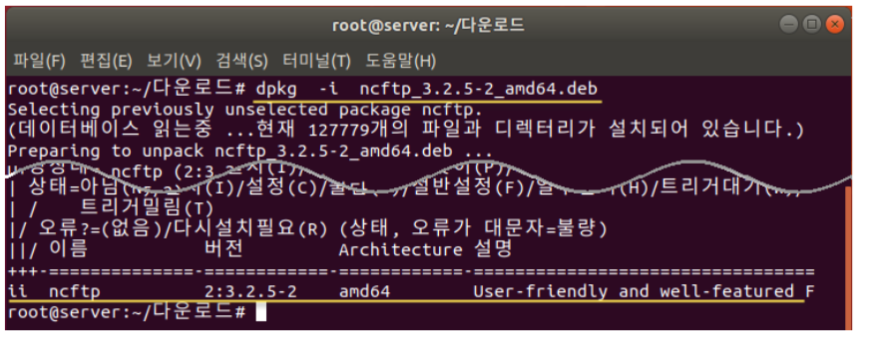 root@server: ~/다운로드
파일(F) 편집(E) 보기(V) 검색(S) 터미널(T) 도움말(H)
root@server:~/다운로드# dpkg -i ncftp_3.2.5-2_amd64.deb
Selecting previously unselected package ncftp.
(데이터베이스 읽는중 ...현재 127779개의 파일과 디렉터리가 설치되어 있습니다.)
Preparing to unpack ncftp_3.2.5-2_amd64.deb ...
ncftp (2:3
| 상태=아님 (I)/설정(C)/ /절반설정(F)/ (H)/트리거대기
| / 트리거밀림(T)
|/ 오류?=(없음)/다시설치필요(R) (상태, 오류가 대문자=불량)
||/ 이름 버전 Architecture 설명
+++-==============-============-============-=================================
ii ncftp 2:3.2.5-2 amd64 User-friendly and well-featured F
root@server:~/다운로드#